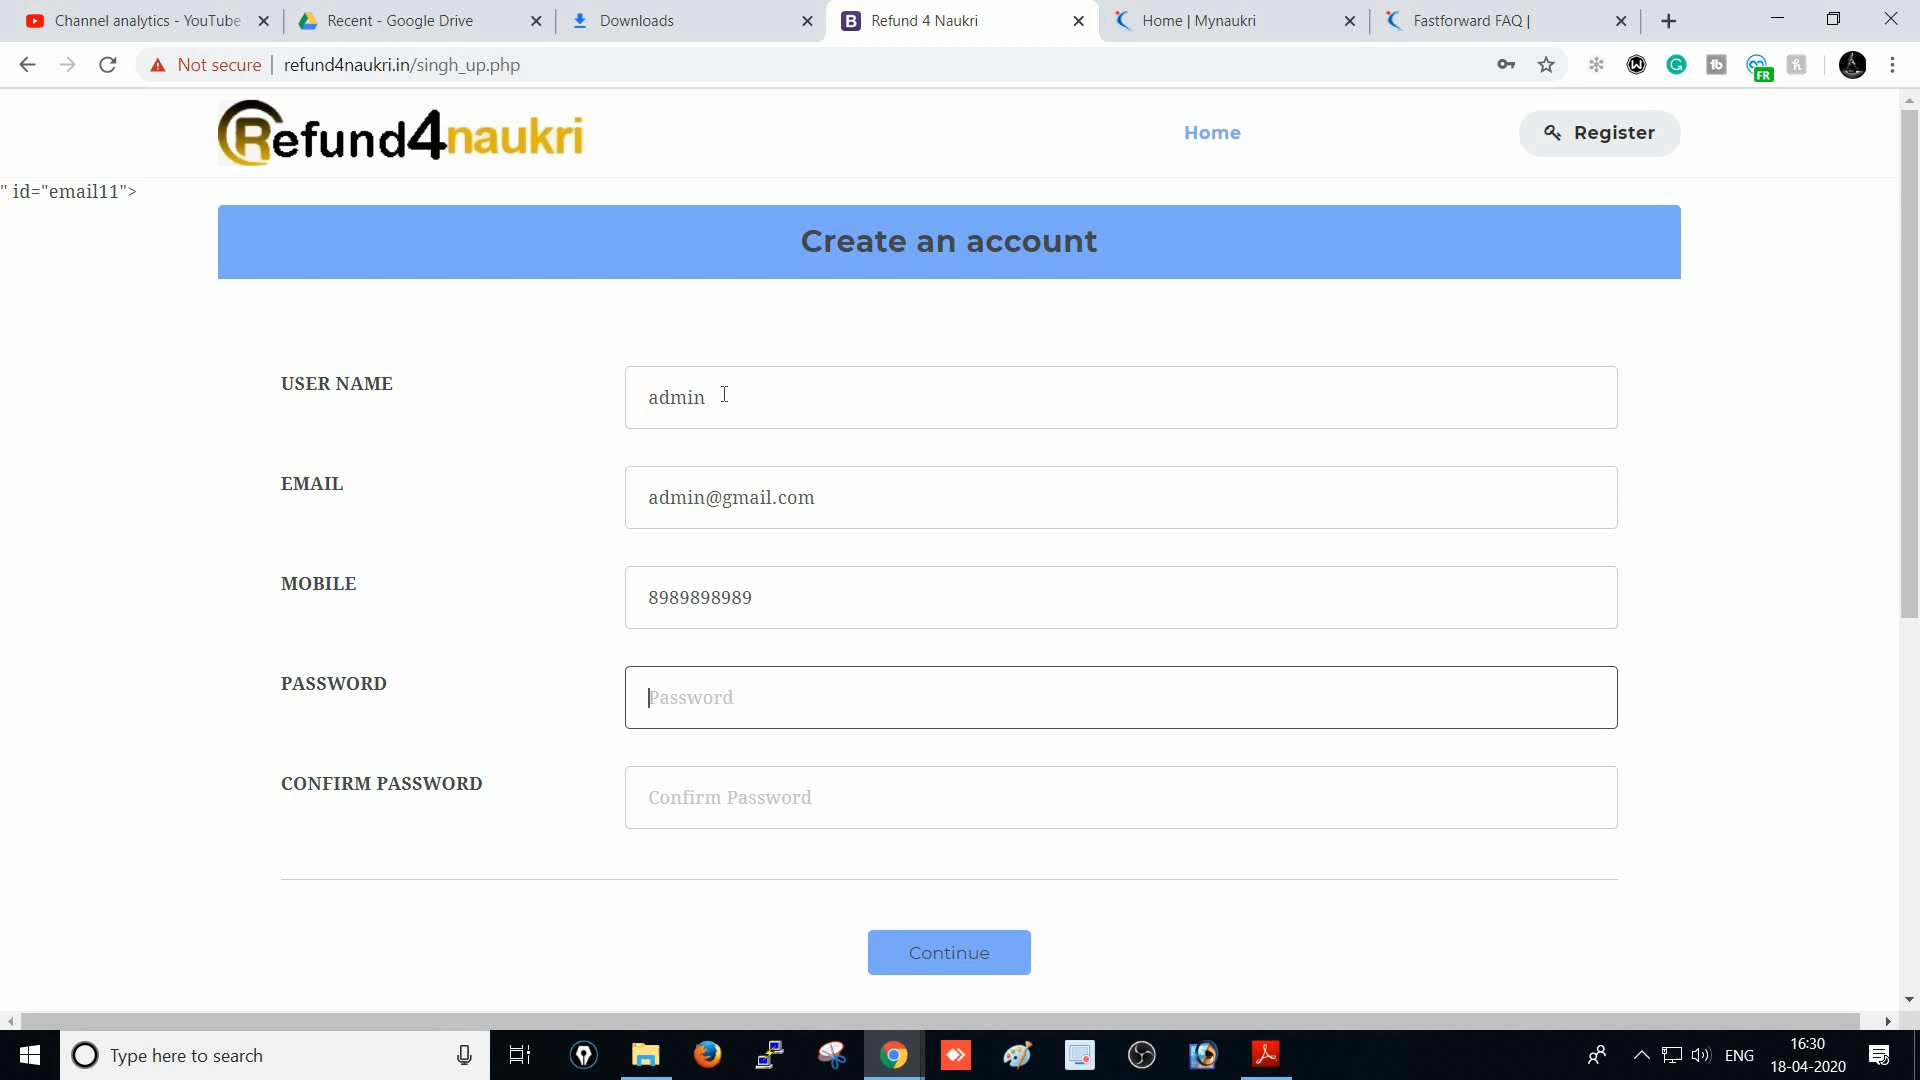 Channel analytics - YouTube
Recent - Google Drive
Downloads
Refund 4 Naukri
Home | Mynaukri
Fastforward FAQ |
Not secure | refund4naukri.in/singh_up.php
FR
Refund4naukri
Home
Register
" id="email11">
Create an account
USER NAME
admin
EMAIL
admin@gmail.com
MOBILE
8989898989
PASSWORD
Password
CONFIRM PASSWORD
Confirm Password
Continue
Type here to search
ENG
16:30
18-04-2020